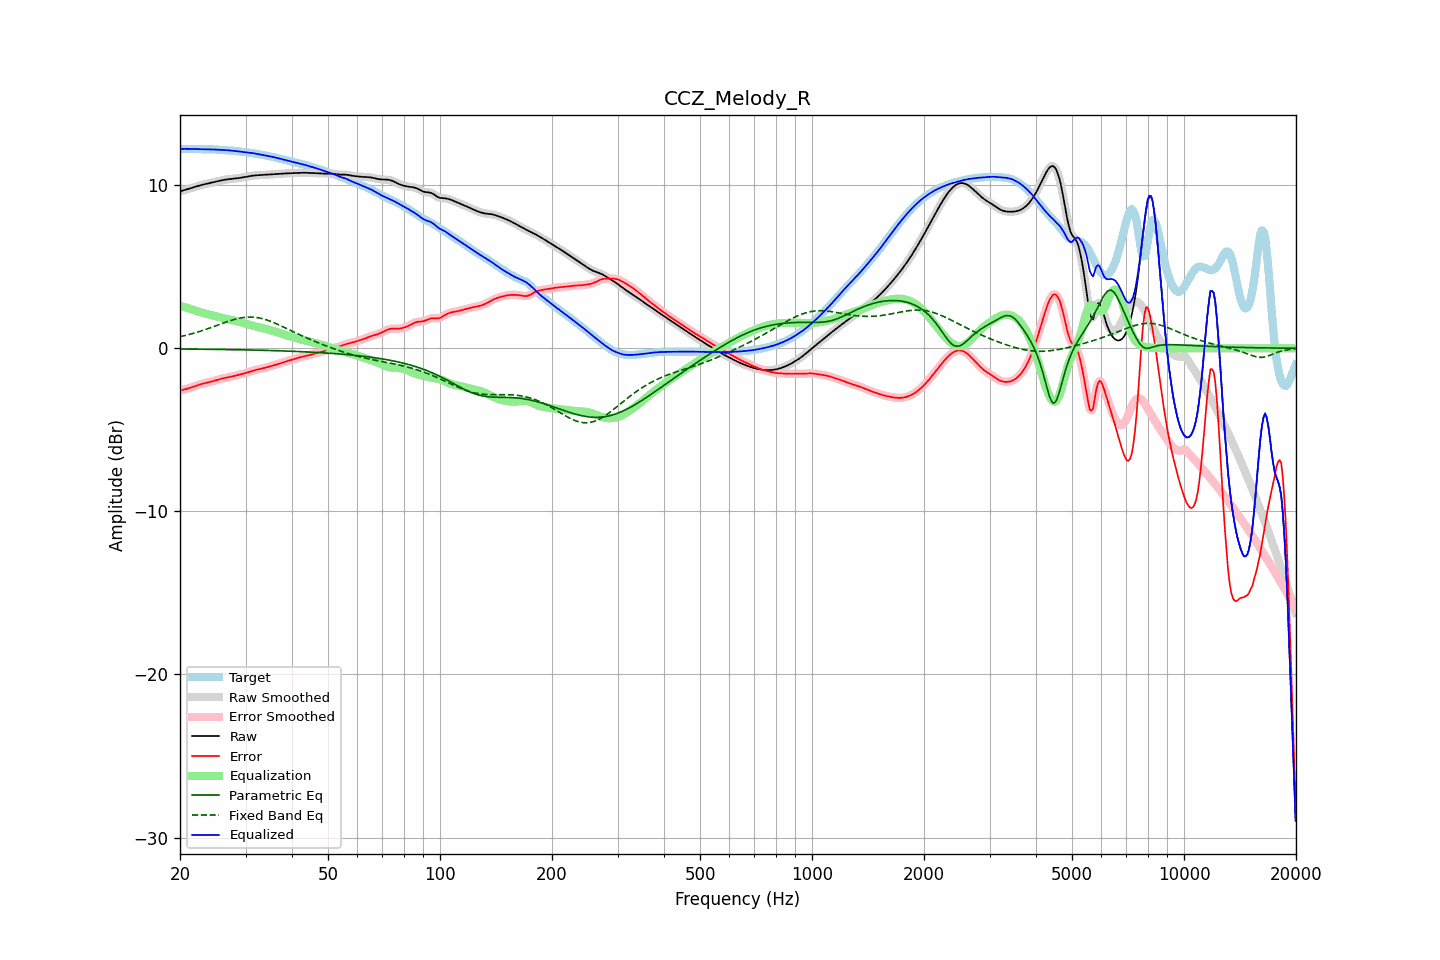 CCZ_Melody_R
Amplitude (dBr)
10
0
−10
−20
−30
Target
Raw Smoothed
Error Smoothed
Raw
Error
Equalization
Parametric Eq
Fixed Band Eq
Equalized
20 50 100 200 500 1000 2000 5000 10000 20000
Frequency (Hz)